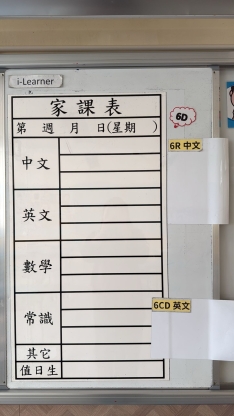 i-Learner
家課表
6D
第 週 月 日(星期 )
6R 中文
中文
英文
數學
6CD 英文
常識
其它
值日生